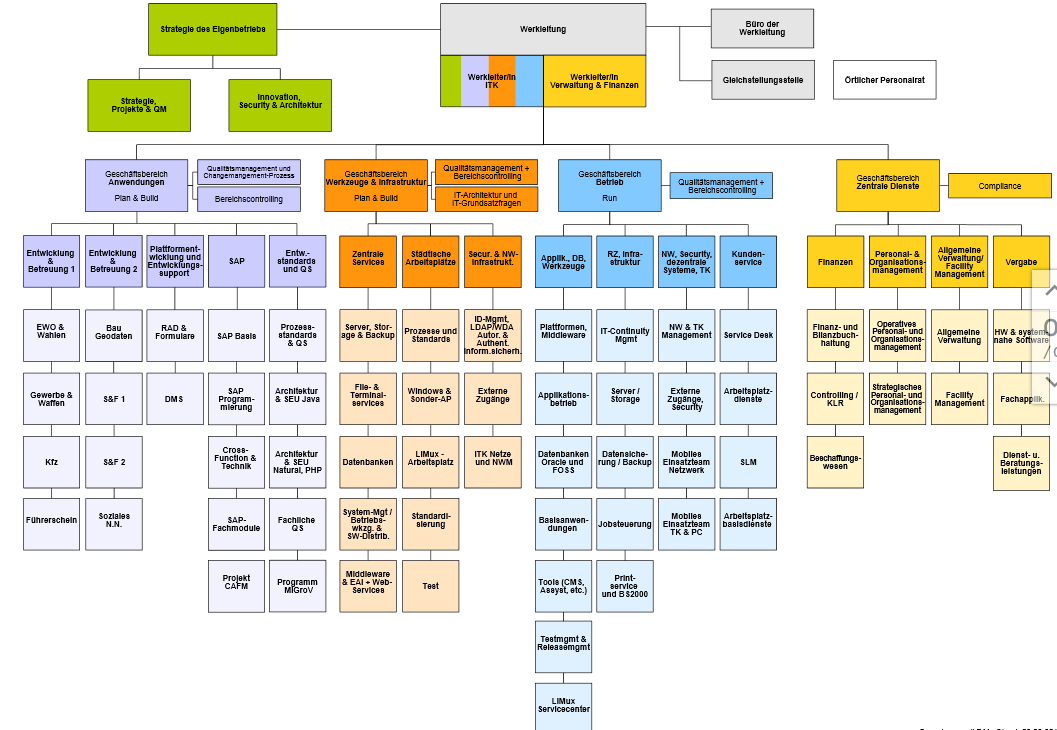 Strategie des Eigenbetriebs
Werkleitung
Büro der
Werkleitung
Strategie,
Projekte & QM
Innovation,
Security & Architektur
Werkleiter/in
ITK
Werkleiter/in
Verwaltung & Finanzen
Gleichstellungsstelle
Örtlicher Personalrat
Geschäftsbereich
Anwendungen
Plan & Build
Qualitätsmanagement und
Changemangement-Prozess
Bereichscontrolling
Geschäftsbereich
Werkzeuge & Infrastruktur
Plan & Build
Qualitätsmanagement +
Bereichscontrolling
IT-Architektur und
IT-Grundsatzfragen
Geschäftsbereich
Betrieb
Run
Qualitätsmanagement +
Bereichscontrolling
Geschäftsbereich
Zentrale Dienste
Compliance
Entwicklung
&
Betreuung 1
Entwicklung
&
Betreuung 2
Plattforment-
wicklung und
Entwicklungs-
support
SAP
Entw.-
standards
und QS
Zentrale
Services
Städtische
Arbeitsplätze
Secur. & NW-
Infrastrukt.
Applik., DB,
Werkzeuge
RZ, Infra-
struktur
NW, Security,
dezentrale
Systeme, TK
Kunden-
service
Finanzen
Personal- &
Organisations-
management
Allgemeine
Verwaltung/
Facility
Management
Vergabe
EWO &
Wahlen
Bau
Geodaten
RAD &
Formulare
SAP Basis
Prozess-
standards
& QS
Server, Stor-
age & Backup
Prozesse und
Standards
ID-Mgmt,
LDAP/WDA
Autor. &
Authent.
Inform.sicherh.
Plattformen,
Middleware
IT-Continuity
Mgmt
NW & TK
Management
Service Desk
Finanz- und
Bilanzbuch-
haltung
Operatives
Personal- und
Organisations-
management
Allgemeine
Verwaltung
HW & system-
nahe Software
Gewerbe &
Waffen
S&F 1
DMS
SAP
Program-
mierung
Architektur
& SEU Java
File- &
Terminal-
services
Windows &
Sonder-AP
Externe
Zugänge
Applikations-
betrieb
Server /
Storage
Externe
Zugänge,
Security
Arbeitsplatz-
dienste
Controlling /
KLR
Strategisches
Personal- und
Organisations-
management
Facility
Management
Fachapplik.
Kfz
S&F 2
Cross-
Function &
Technik
Architektur
& SEU
Natural, PHP
Datenbanken
LiMux -
Arbeitsplatz
ITK Netze
und NWM
Datenbanken
Oracle und
FOSS
Datensiche-
rung / Backup
Mobiles
Einsatzteam
Netzwerk
SLM
Beschaffungs-
wesen
Dienst- u.
Beratungs-
leistungen
Führerschein
Soziales
N.N.
SAP-
Fachmodule
Fachliche
QS
System-Mgt /
Betriebs-
wkzg. &
SW-Distrib.
Standardi-
sierung
Basisanwen-
dungen
Jobsteuerung
Mobiles
Einsatzteam
TK & PC
Arbeitsplatz-
basisdienste
Projekt
CAFM
Programm
MiGroV
Middleware
& EAI + Web-
Services
Test
Tools (CMS,
Assyst, etc.)
Print-
service
und BS2000
Testmgmt &
Releasemgmt
LiMux
Servicecenter